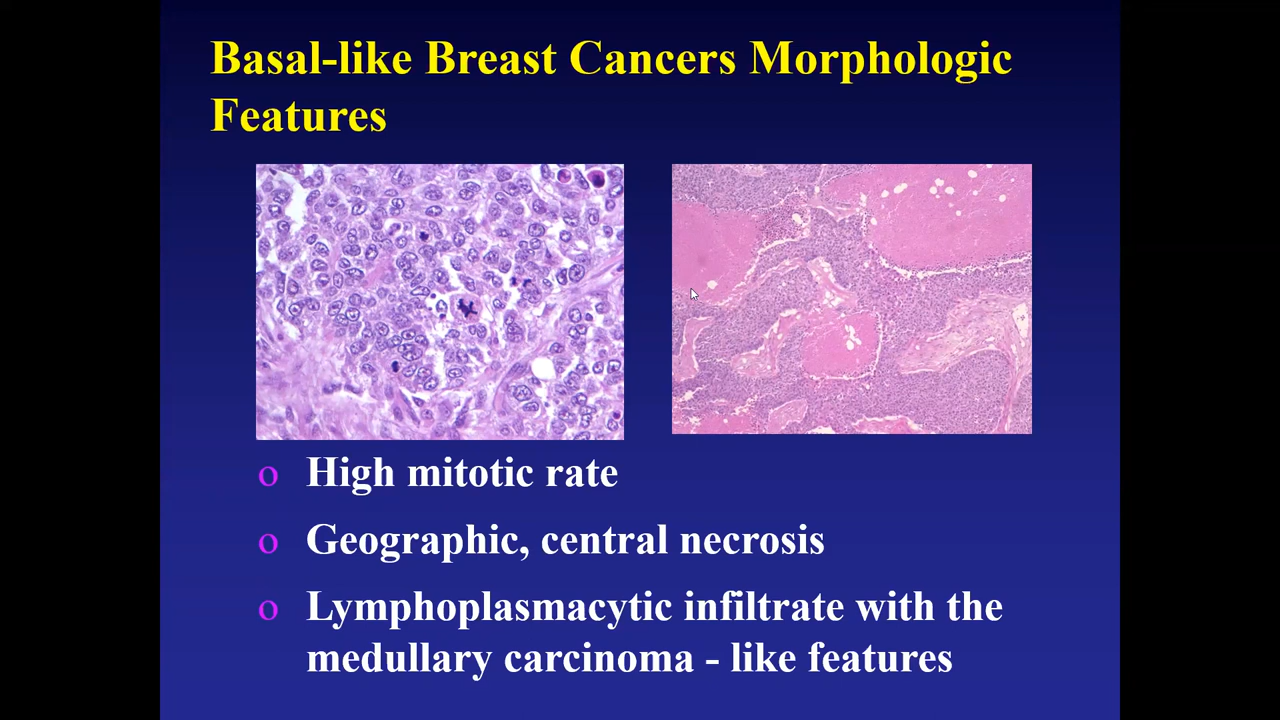 Basal-like Breast Cancers Morphologic
Features
o High mitotic rate
o Geographic, central necrosis
o Lymphoplasmacytic infiltrate with the
medullary carcinoma - like features